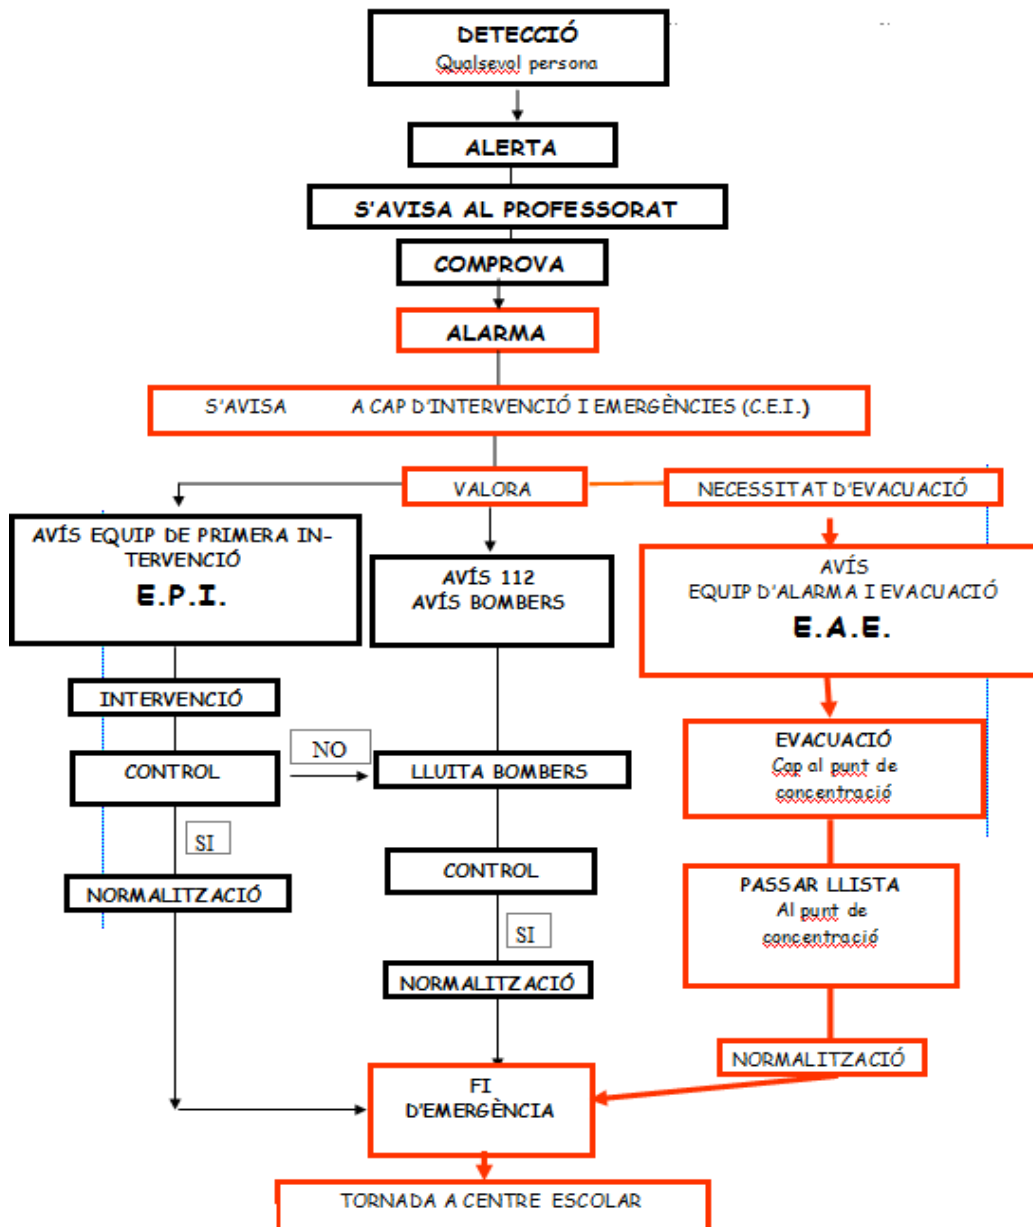 DETECCIÓ
Qualsevol persona
ALERTA
S'AVISA AL PROFESSORAT
COMPROVA
ALARMA
S'AVISA A CAP D'INTERVENCIÓ I EMERGÈNCIES (C.E.I.)
VALORA
NECESSITAT D'EVACUACIÓ
AVÍS EQUIP DE PRIMERA IN-
TERVENCIÓ
E.P.I.
AVÍS 112
AVÍS BOMBERS
AVÍS
EQUIP D'ALARMA I EVACUACIÓ
E.A.E.
INTERVENCIÓ
CONTROL
NO
LLUITA BOMBERS
EVACUACIÓ
Cap al punt de
concentració
SI
NORMALITZACIÓ
CONTROL
SI
NORMALITZACIÓ
PASSAR LLISTA
Al punt de
concentració
NORMALITZACIÓ
FI
D'EMERGÈNCIA
TORNADA A CENTRE ESCOLAR